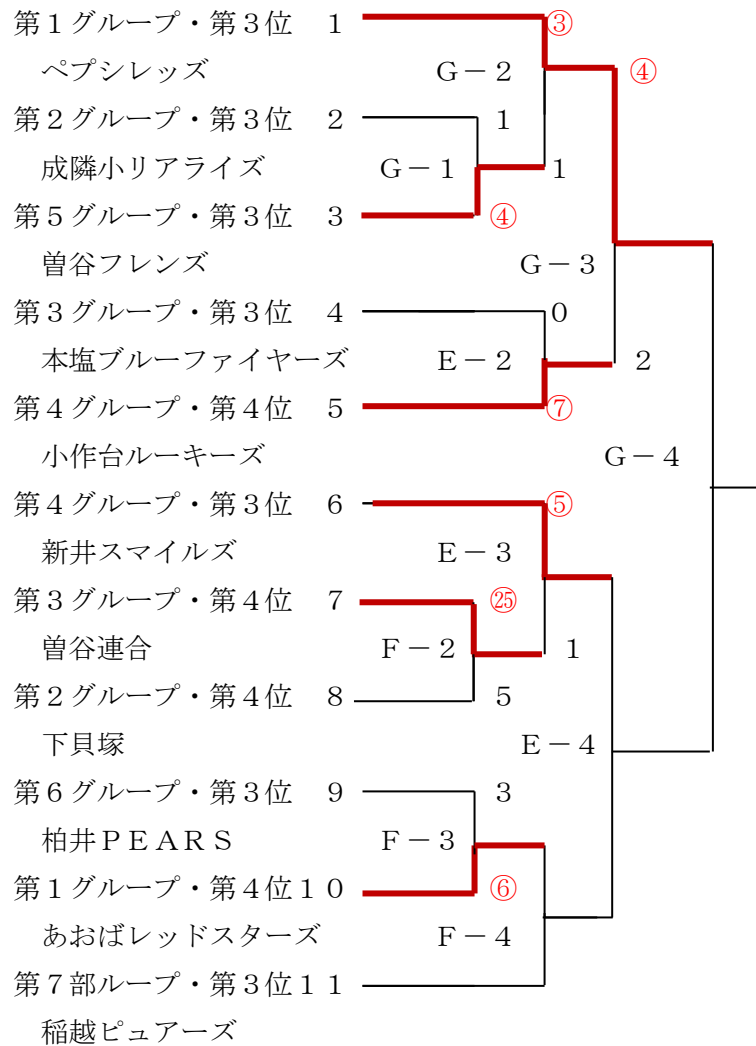 第１グループ・第３位 １ ③
ペプシレッズ Ｇ－２ ④
第２グループ・第３位 ２ １
成隣小リアライズ Ｇ－１ １
第５グループ・第３位 ３ ④
曽谷フレンズ Ｇ－３
第３グループ・第３位 ４ ０
本塩ブルーファイヤーズ Ｅ－２ ２
第４グループ・第４位 ５ ⑦
小作台ルーキーズ Ｇ－４
第４グループ・第３位 ６ ⑤
新井スマイルズ Ｅ－３
第３グループ・第４位 ７ ㉕
曽谷連合 Ｆ－２ １
第２グループ・第４位 ８ ５
下貝塚 Ｅ－４
第６グループ・第３位 ９ ３
柏井ＰＥＡＲＳ Ｆ－３
第１グループ・第４位１０ ⑥
あおばレッドスターズ Ｆ－４
第７部ループ・第３位１１
稲越ピュアーズ